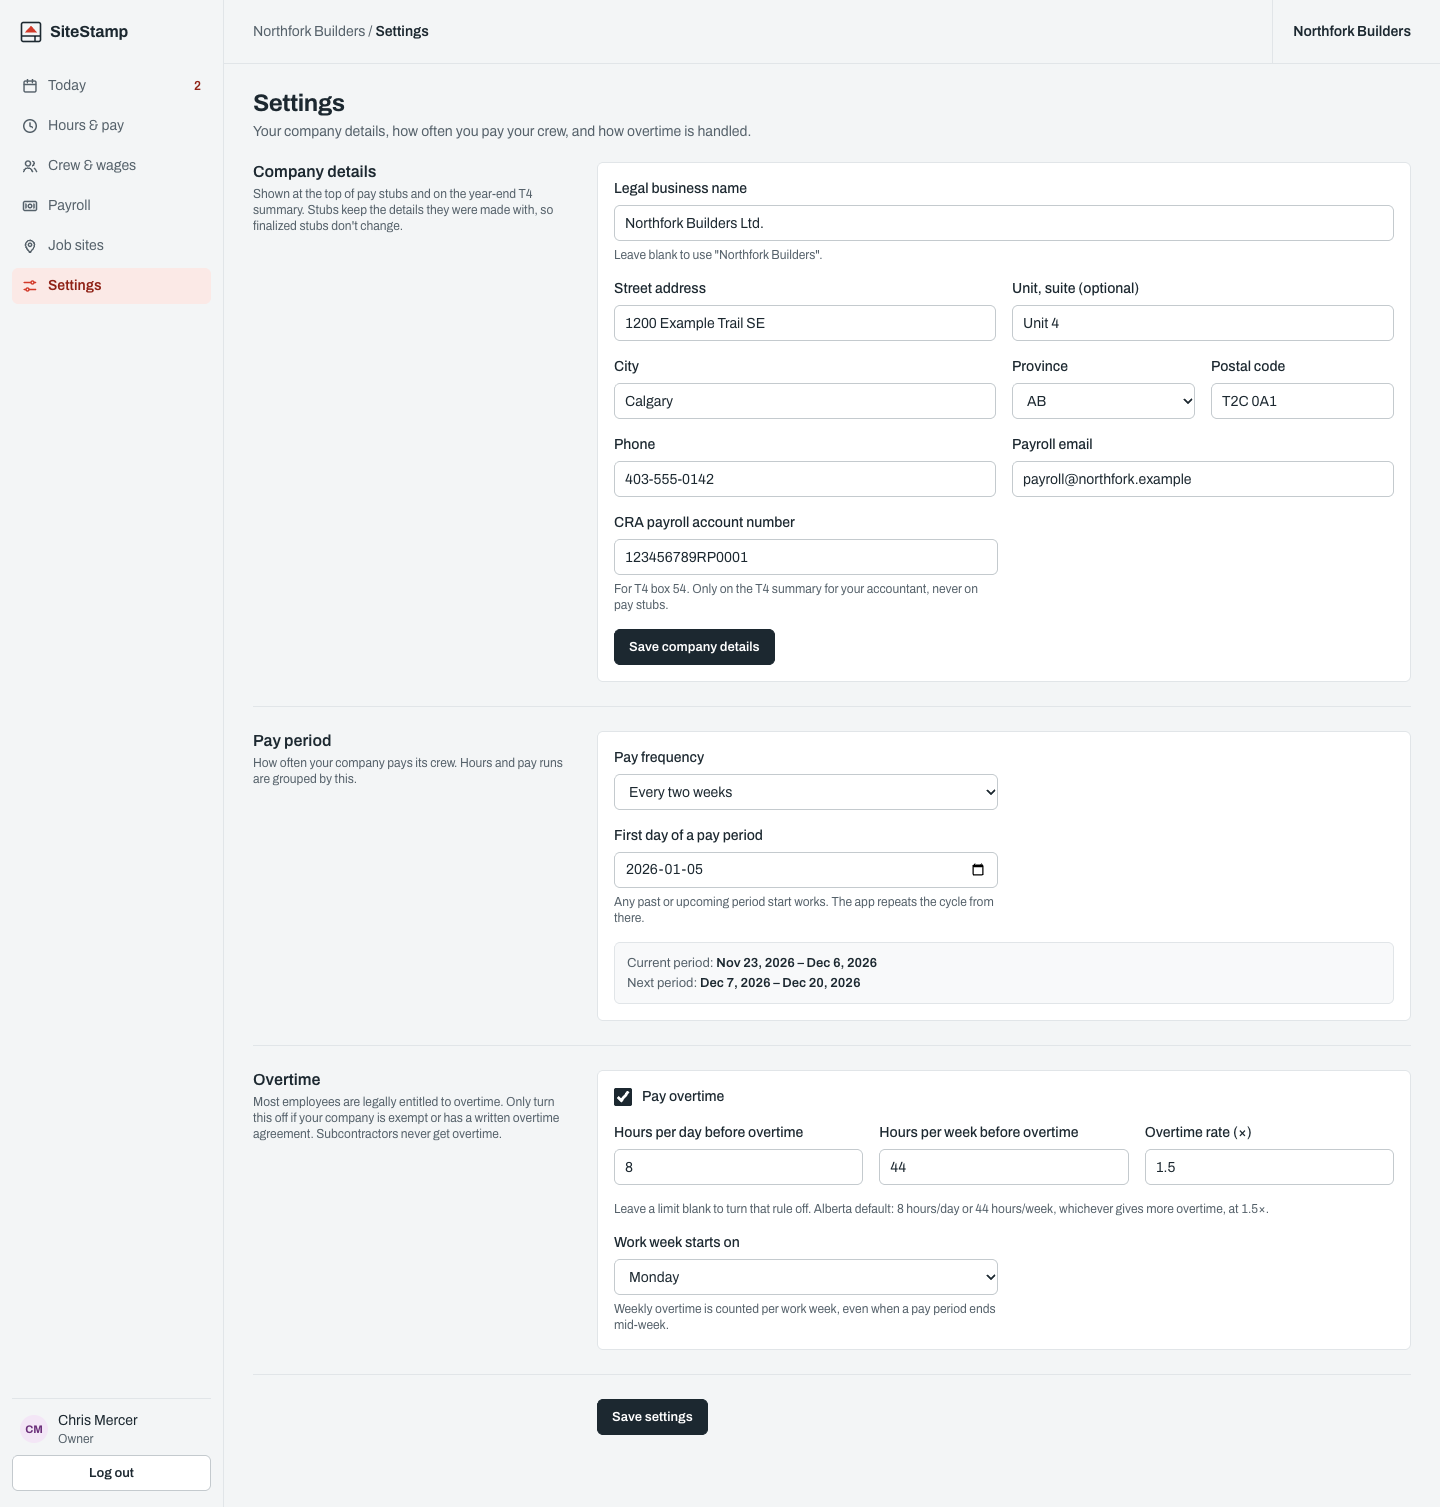 SiteStamp
Today 2
Hours & pay
Crew & wages
Payroll
Job sites
Settings
Chris Mercer
CM
Owner
Log out
Northfork Builders / Settings
Northfork Builders
Settings
Your company details, how often you pay your crew, and how overtime is handled.
Company details
Shown at the top of pay stubs and on the year-end T4
summary. Stubs keep the details they were made with, so
finalized stubs don't change.
Legal business name
Northfork Builders Ltd.
Leave blank to use "Northfork Builders".
Street address
1200 Example Trail SE
Unit, suite (optional)
Unit 4
City
Calgary
Province
AB
Postal code
T2C 0A1
Phone
403-555-0142
Payroll email
payroll@northfork.example
CRA payroll account number
123456789RP0001
For T4 box 54. Only on the T4 summary for your accountant, never on
pay stubs.
Save company details
Pay period
How often your company pays its crew. Hours and pay runs
are grouped by this.
Pay frequency
Every two weeks
First day of a pay period
2026-01-05
Any past or upcoming period start works. The app repeats the cycle from
there.
Current period: Nov 23, 2026 – Dec 6, 2026
Next period: Dec 7, 2026 – Dec 20, 2026
Overtime
Most employees are legally entitled to overtime. Only turn
this off if your company is exempt or has a written overtime
agreement. Subcontractors never get overtime.
Pay overtime
Hours per day before overtime
8
Hours per week before overtime
44
Overtime rate (×)
1.5
Leave a limit blank to turn that rule off. Alberta default: 8 hours/day or 44 hours/week, whichever gives more overtime, at 1.5×.
Work week starts on
Monday
Weekly overtime is counted per work week, even when a pay period ends
mid-week.
Save settings